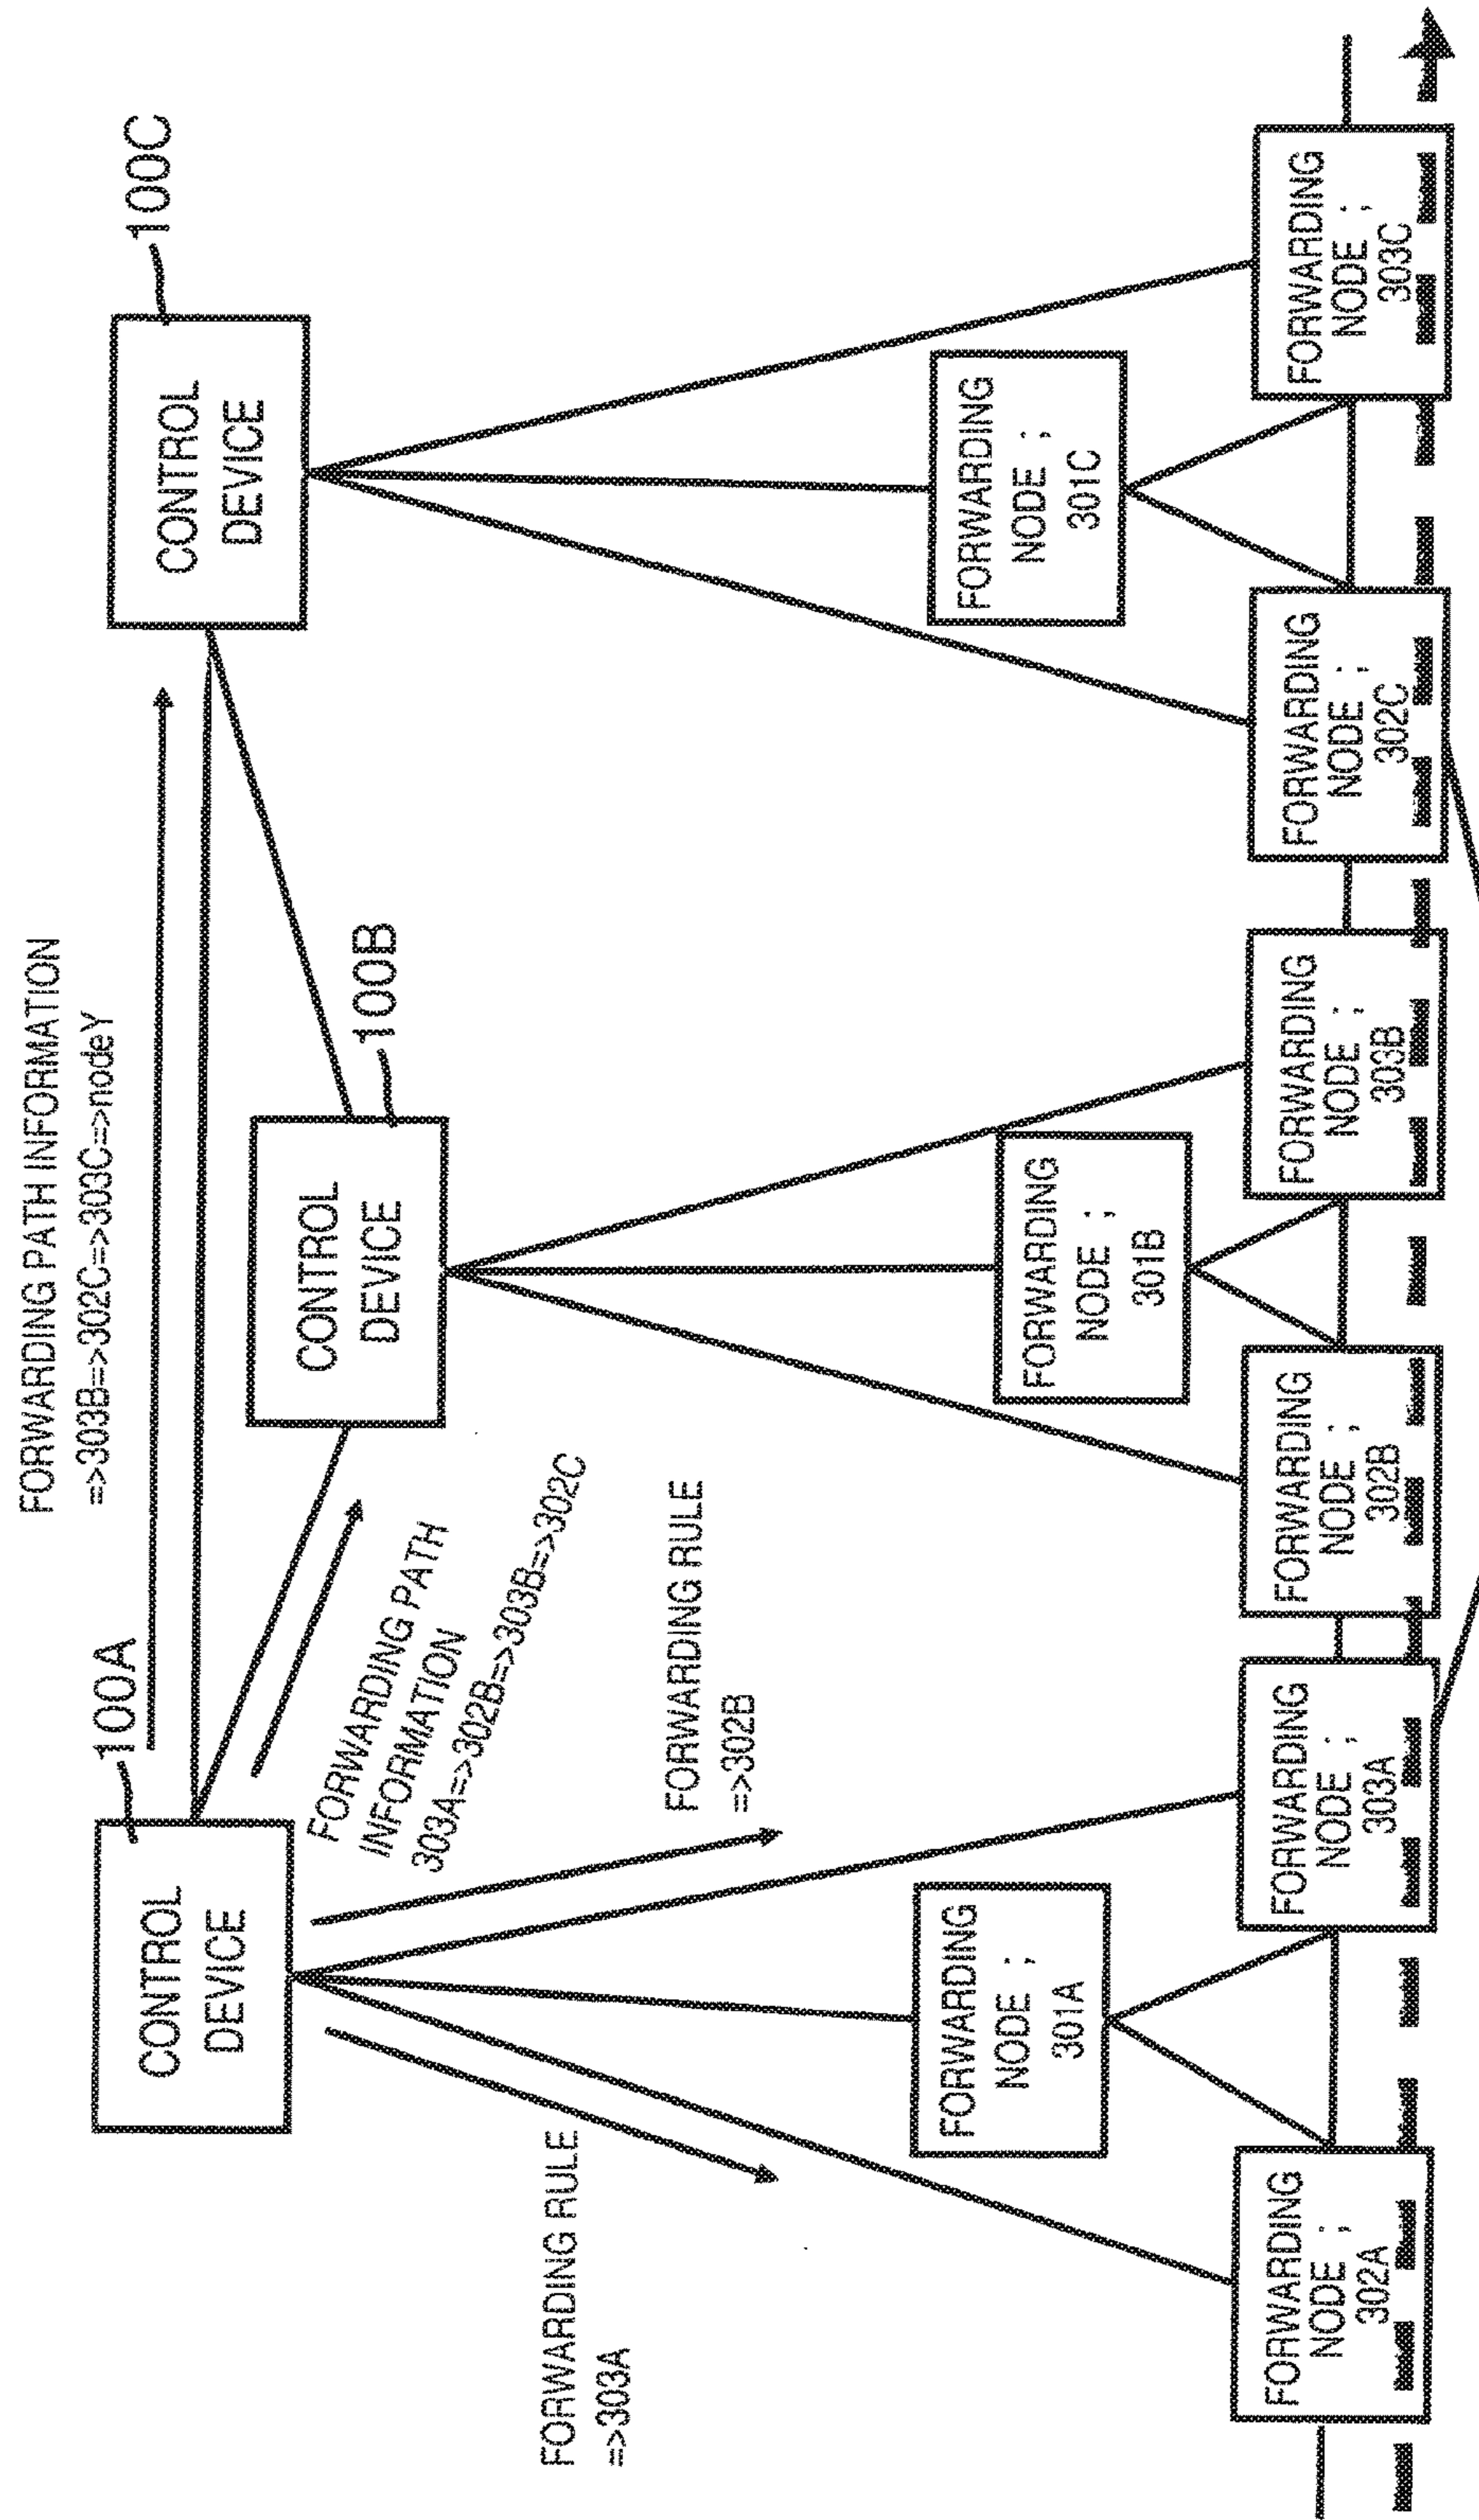 FORWARDING PATH INFORMATION
=>303B=>302C=>303C=>nodeY
100A
100C
CONTROL
DEVICE
CONTROL
DEVICE
100B
CONTROL
DEVICE
FORWARDING PATH
INFORMATION
303A=>302B=>303B=>302C
FORWARDING RULE
=>303A
FORWARDING RULE
=>302B
FORWARDING
NODE ;
301A
FORWARDING
NODE ;
301B
FORWARDING
NODE ;
301C
FORWARDING
NODE ;
302A
FORWARDING
NODE ;
303A
FORWARDING
NODE ;
302B
FORWARDING
NODE ;
303B
FORWARDING
NODE ;
302C
FORWARDING
NODE ;
303C